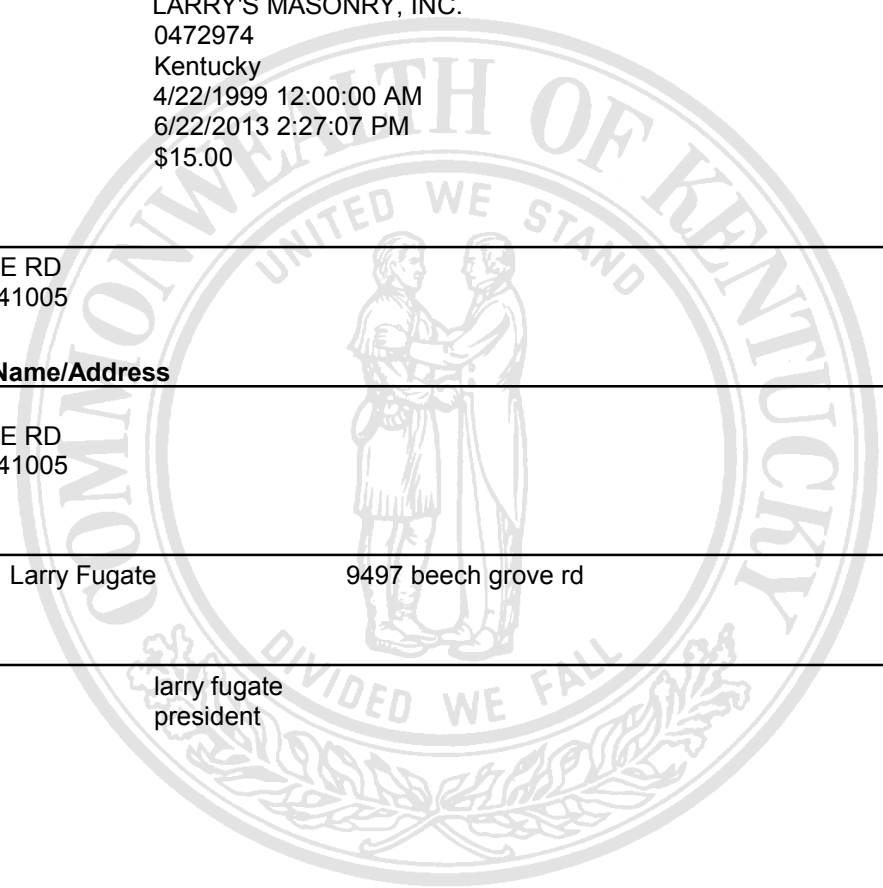 LARRY'S MASONRY, INC.
0472974
Kentucky
4/22/1999 12:00:00 AM
6/22/2013 2:27:07 PM
$15.00
E RD
41005
Name/Address
E RD
41005
Larry Fugate 9497 beech grove rd
larry fugate
president
COMMONWEALTH OF KENTUCKY
UNITED WE STAND
DIVIDED WE FALL